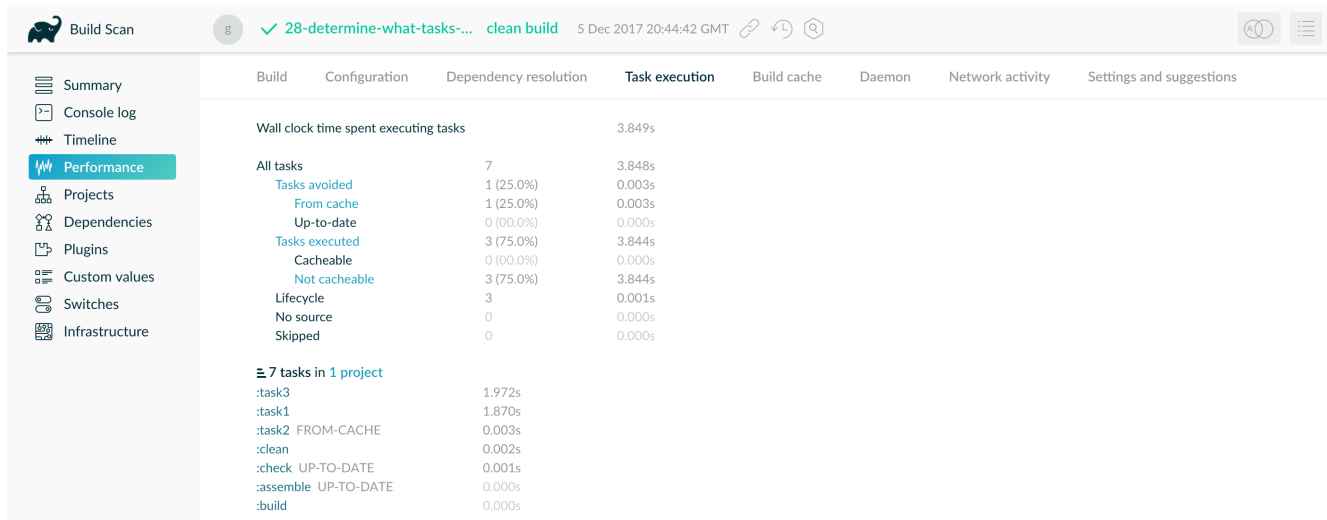 Build Scan g 28-determine-what-tasks-... clean build 5 Dec 2017 20:44:42 GMT
Build Configuration Dependency resolution Task execution Build cache Daemon Network activity Settings and suggestions
Summary
Console log
Timeline
Performance
Projects
Dependencies
Plugins
Custom values
Switches
Infrastructure
Wall clock time spent executing tasks 3.849s
All tasks 7 3.848s
Tasks avoided 1 (25.0%) 0.003s
From cache 1 (25.0%) 0.003s
Up-to-date 0 (00.0%) 0.000s
Tasks executed 3 (75.0%) 3.844s
Cacheable 0 (00.0%) 0.000s
Not cacheable 3 (75.0%) 3.844s
Lifecycle 3 0.001s
No source 0 0.000s
Skipped 0 0.000s
7 tasks in 1 project
:task3 1.972s
:task1 1.870s
:task2 FROM-CACHE 0.003s
:clean 0.002s
:check UP-TO-DATE 0.001s
:assemble UP-TO-DATE 0.000s
:build 0.000s